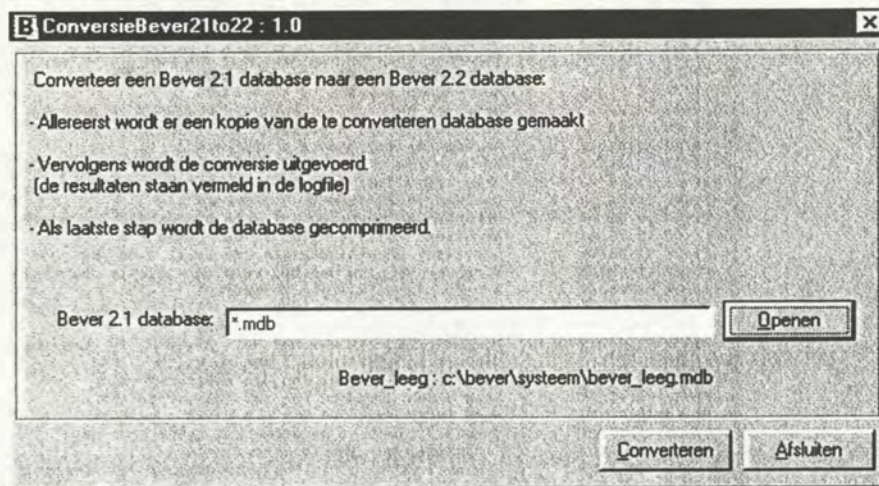 B ConversieBever21to22 : 1.0
Converteer een Bever 2.1 database naar een Bever 2.2 database:
- Allereerst wordt er een kopie van de te converteren database gemaakt
- Vervolgens wordt de conversie uitgevoerd.
(de resultaten staan vermeld in de logfile)
- Als laatste stap wordt de database gecomprimeerd.
Bever 2.1 database: *.mdb Openen
Bever_leeg : c:\bever\systeem\bever_leeg.mdb
Converteren Afsluiten